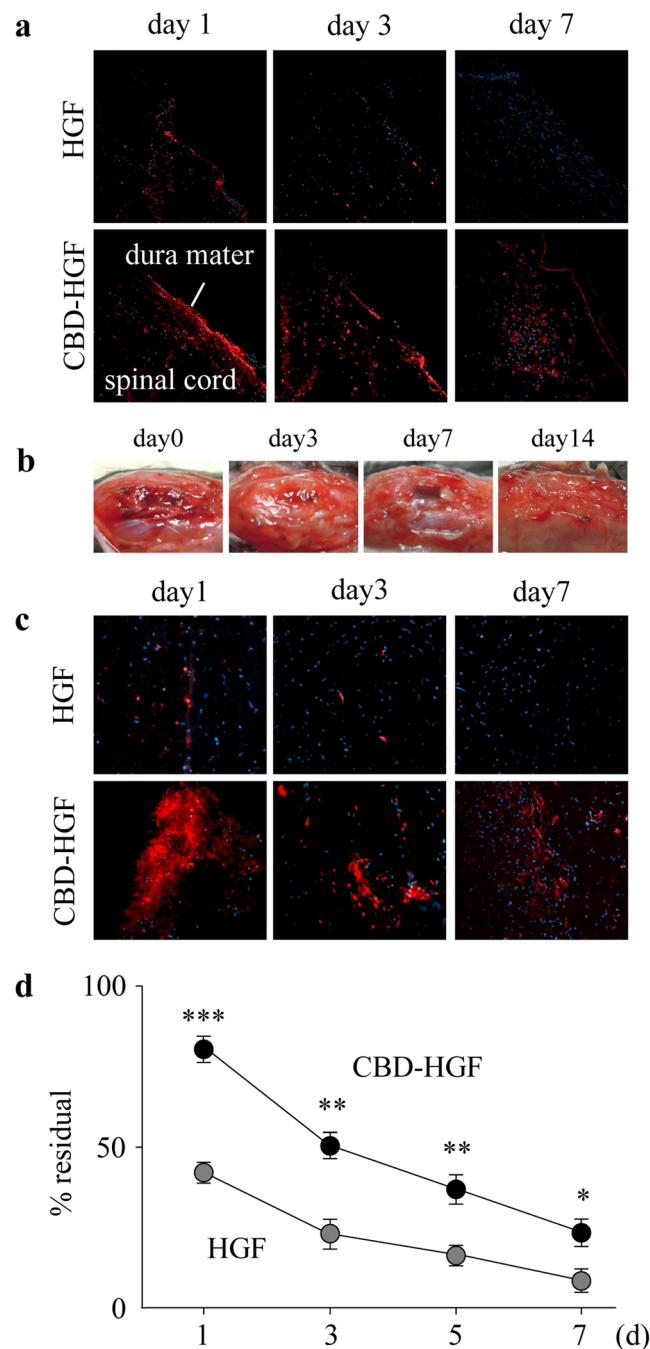 a
day 1 day 3 day 7
HGF
CBD-HGF
dura mater
spinal cord
b
day0 day3 day7 day14
c
day1 day3 day7
HGF
CBD-HGF
d
100
***
CBD-HGF
**
**
50
*
% residual
HGF
0
1 3 5 7 (d)